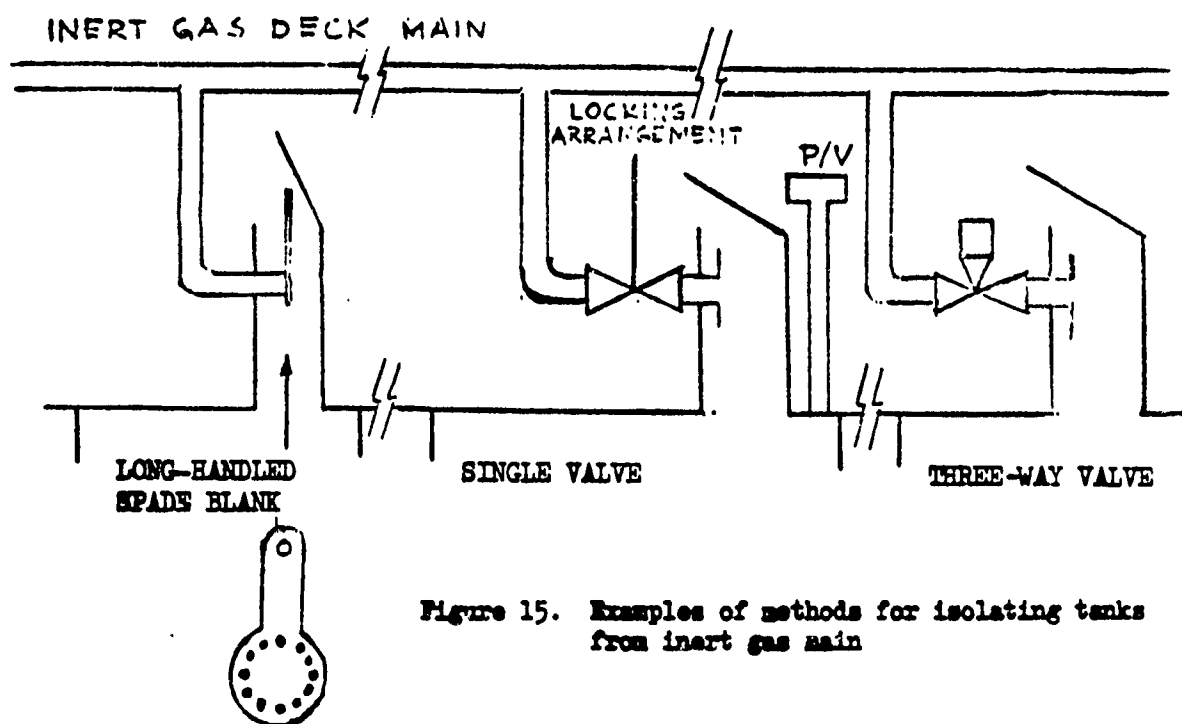 INERT GAS DECK MAIN
LOCKING
ARRANGEMENT
P/V
LONG-HANDLED
SPADE BLANK
SINGLE VALVE
THREE-WAY VALVE
Figure 15. Examples of methods for isolating tanks
from inert gas main